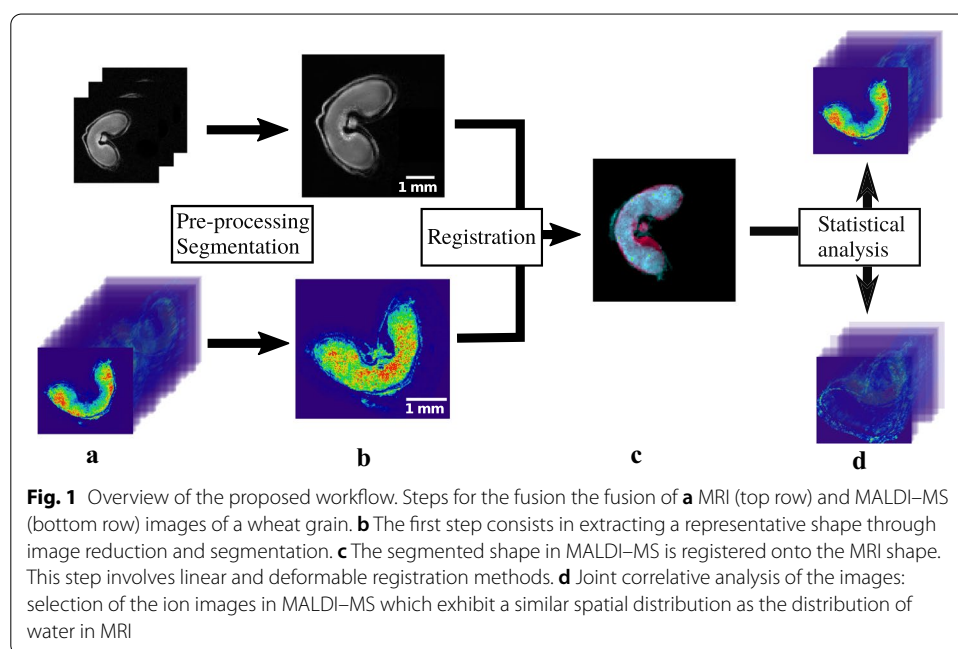 1 mm
Pre-processing
Segmentation
Registration
Statistical
analysis
1 mm
a
b
c
d
Fig. 1 Overview of the proposed workflow. Steps for the fusion the fusion of a MRI (top row) and MALDI–MS
(bottom row) images of a wheat grain. b The first step consists in extracting a representative shape through
image reduction and segmentation. c The segmented shape in MALDI–MS is registered onto the MRI shape.
This step involves linear and deformable registration methods. d Joint correlative analysis of the images:
selection of the ion images in MALDI–MS which exhibit a similar spatial distribution as the distribution of
water in MRI